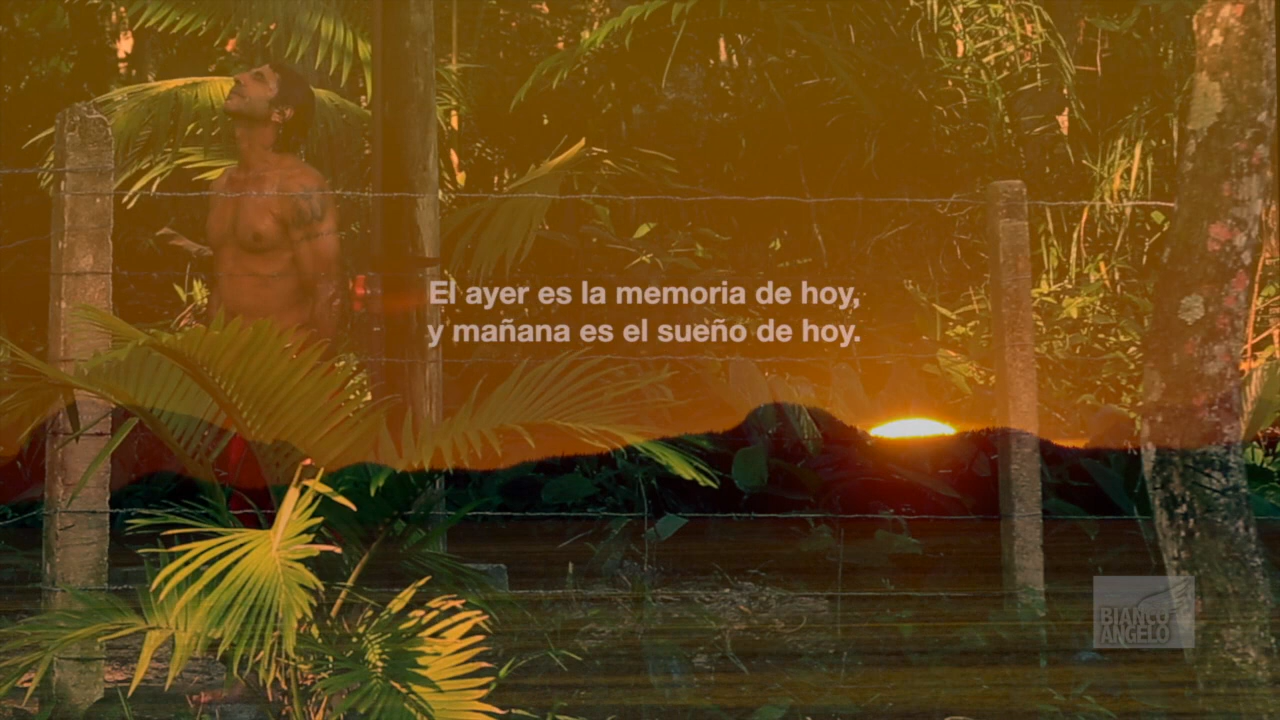 El ayer es la memoria de hoy,
y mañana es el sueño de hoy.
BIANCO
ANGELO